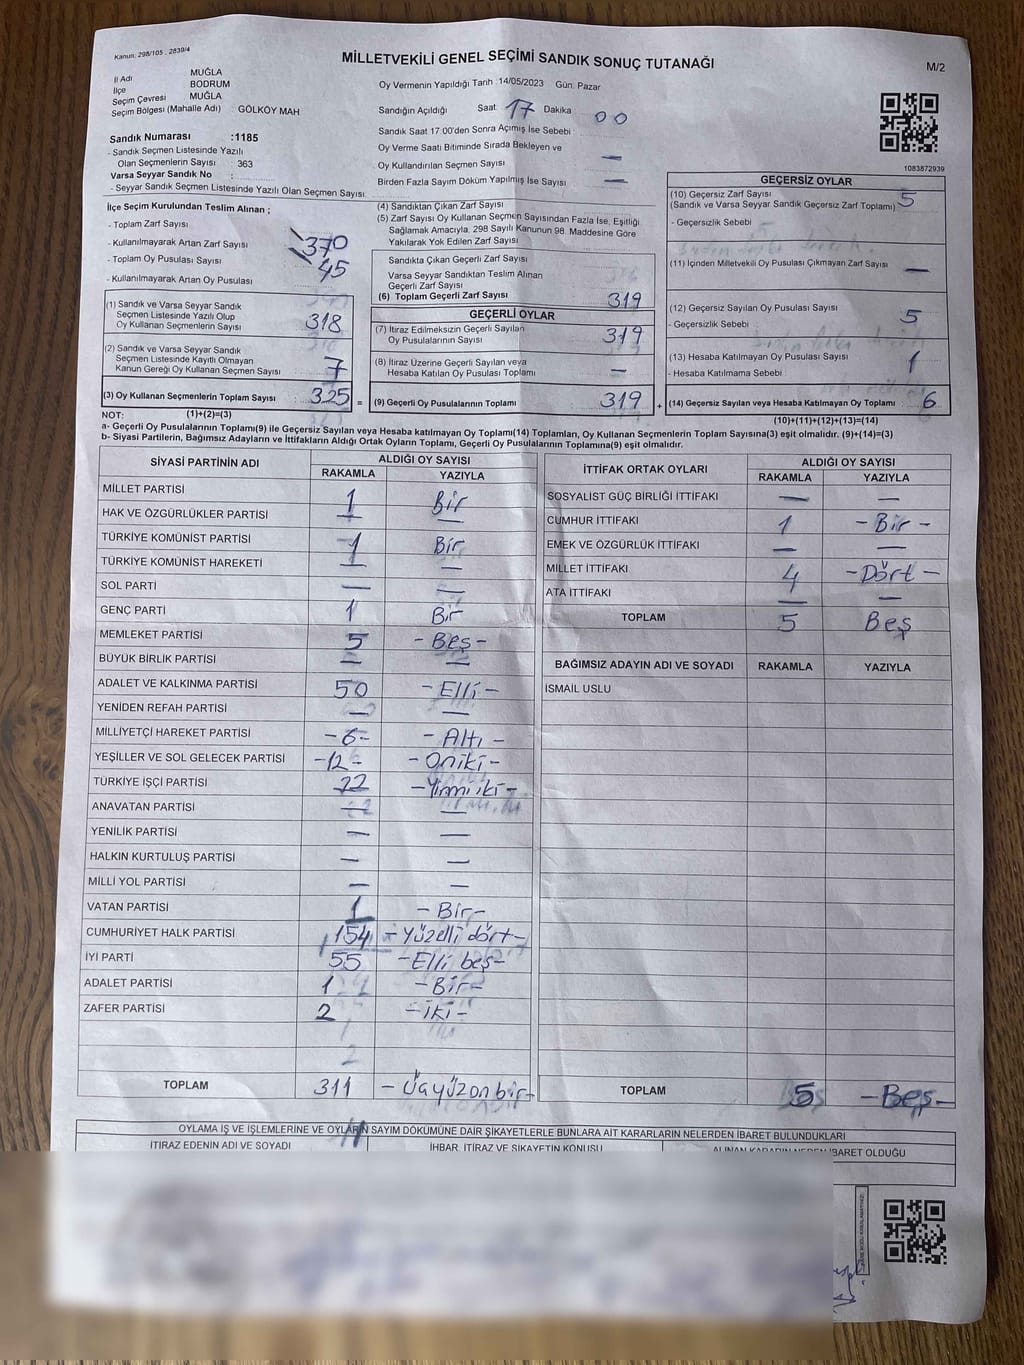 Kanun: 298/105 - 2839/4
MİLLETVEKİLİ GENEL SEÇİMİ SANDIK SONUÇ TUTANAĞI
M/2
İl Adı MUĞLA
İlçe BODRUM
Seçim Çevresi MUĞLA
Seçim Bölgesi (Mahalle Adı) : GÖLKÖY MAH
Sandık Numarası :1185
- Sandık Seçmen Listesinde Yazılı
Olan Seçmenlerin Sayısı : 363
Varsa Seyyar Sandık No :
- Seyyar Sandık Seçmen Listesinde Yazılı Olan Seçmen Sayısı:
Oy Vermenin Yapıldığı Tarih :14/05/2023 Gün: Pazar
Sandığın Açıldığı Saat 17 Dakika 00
Sandık Saat 17:00'den Sonra Açılmış İse Sebebi
Oy Verme Saati Bitiminde Sırada Bekleyen ve
Oy Kullandırılan Seçmen Sayısı —
Birden Fazla Sayım Döküm Yapılmış İse Sayısı —
1083872939
İlçe Seçim Kurulundan Teslim Alınan ;
- Toplam Zarf Sayısı
- Kullanılmayarak Artan Zarf Sayısı 370
- Toplam Oy Pusulası Sayısı 45
- Kullanılmayarak Artan Oy Pusulası
(1) Sandık ve Varsa Seyyar Sandık
Seçmen Listesinde Yazılı Olup
Oy Kullanan Seçmenlerin Sayısı 318
(2) Sandık ve Varsa Seyyar Sandık
Seçmen Listesinde Kayıtlı Olmayan
Kanun Gereği Oy Kullanan Seçmen Sayısı 7
(3) Oy Kullanan Seçmenlerin Toplam Sayısı 325 =
(4) Sandıktan Çıkan Zarf Sayısı
(5) Zarf Sayısı Oy Kullanan Seçmen Sayısından Fazla İse, Eşitliği
Sağlamak Amacıyla, 298 Sayılı Kanunun 98. Maddesine Göre
Yakılarak Yok Edilen Zarf Sayısı
Sandıkta Çıkan Geçerli Zarf Sayısı
Varsa Seyyar Sandıktan Teslim Alınan
Geçerli Zarf Sayısı
(6) Toplam Geçerli Zarf Sayısı 319
GEÇERLİ OYLAR
(7) İtiraz Edilmeksizin Geçerli Sayılan
Oy Pusulalarının Sayısı 319
(8) İtiraz Üzerine Geçerli Sayılan veya
Hesaba Katılan Oy Pusulası Toplamı —
(9) Geçerli Oy Pusulalarının Toplamı 319 +
GEÇERSİZ OYLAR
(10) Geçersiz Zarf Sayısı
(Sandık ve Varsa Seyyar Sandık Geçersiz Zarf Toplamı) 5
- Geçersizlik Sebebi
(11) İçinden Milletvekili Oy Pusulası Çıkmayan Zarf Sayısı —
(12) Geçersiz Sayılan Oy Pusulası Sayısı : 5
- Geçersizlik Sebebi
(13) Hesaba Katılmayan Oy Pusulası Sayısı : 1
- Hesaba Katılmama Sebebi
(14) Geçersiz Sayılan veya Hesaba Katılmayan Oy Toplamı : 6
NOT: (1)+(2)=(3) (10)+(11)+(12)+(13)=(14)
a- Geçerli Oy Pusulalarının Toplamı(9) ile Geçersiz Sayılan veya Hesaba katılmayan Oy Toplamı(14) Toplamları, Oy Kullanan Seçmenlerin Toplam Sayısına(3) eşit olmalıdır. (9)+(14)=(3)
b- Siyasi Partilerin, Bağımsız Adayların ve İttifakların Aldığı Ortak Oyların Toplamı, Geçerli Oy Pusulalarının Toplamına(9) eşit olmalıdır.
SİYASİ PARTİNİN ADI ALDIĞI OY SAYISI
RAKAMLA YAZIYLA
MİLLET PARTİSİ 1 Bir
HAK VE ÖZGÜRLÜKLER PARTİSİ — —
TÜRKİYE KOMÜNİST PARTİSİ 1 Bir
TÜRKİYE KOMÜNİST HAREKETİ — —
SOL PARTİ — —
GENÇ PARTİ 1 Bir
MEMLEKET PARTİSİ 5 - Beş -
BÜYÜK BİRLİK PARTİSİ — —
ADALET VE KALKINMA PARTİSİ 50 - Elli -
YENİDEN REFAH PARTİSİ — —
MİLLİYETÇİ HAREKET PARTİSİ -6- - Altı -
YEŞİLLER VE SOL GELECEK PARTİSİ -12- - Oniki -
TÜRKİYE İŞÇİ PARTİSİ 22 - Yirmi iki -
ANAVATAN PARTİSİ — —
YENİLİK PARTİSİ — —
HALKIN KURTULUŞ PARTİSİ — —
MİLLİ YOL PARTİSİ — —
VATAN PARTİSİ 1 - Bir -
CUMHURİYET HALK PARTİSİ 154 - Yüzelli dört -
İYİ PARTİ 55 - Elli beş -
ADALET PARTİSİ 1 - Bir -
ZAFER PARTİSİ 2 - iki -
TOPLAM 311 - Üçyüzon bir -
İTTİFAK ORTAK OYLARI ALDIĞI OY SAYISI
RAKAMLA YAZIYLA
SOSYALİST GÜÇ BİRLİĞİ İTTİFAKI — —
CUMHUR İTTİFAKI 1 - Bir -
EMEK VE ÖZGÜRLÜK İTTİFAKI — —
MİLLET İTTİFAKI 4 - Dört -
ATA İTTİFAKI — —
TOPLAM 5 Beş
BAĞIMSIZ ADAYIN ADI VE SOYADI RAKAMLA YAZIYLA
İSMAİL USLU
TOPLAM 5 - Beş -
OYLAMA İŞ VE İŞLEMLERİNE VE OYLARIN SAYIM DÖKÜMÜNE DAİR ŞİKAYETLERLE BUNLARA AİT KARARLARIN NELERDEN İBARET BULUNDUKLARI
İTİRAZ EDENİN ADI VE SOYADI İHBAR, İTİRAZ VE ŞİKAYETİN KONUSU ALINAN KARARIN NEDEN İBARET OLDUĞU